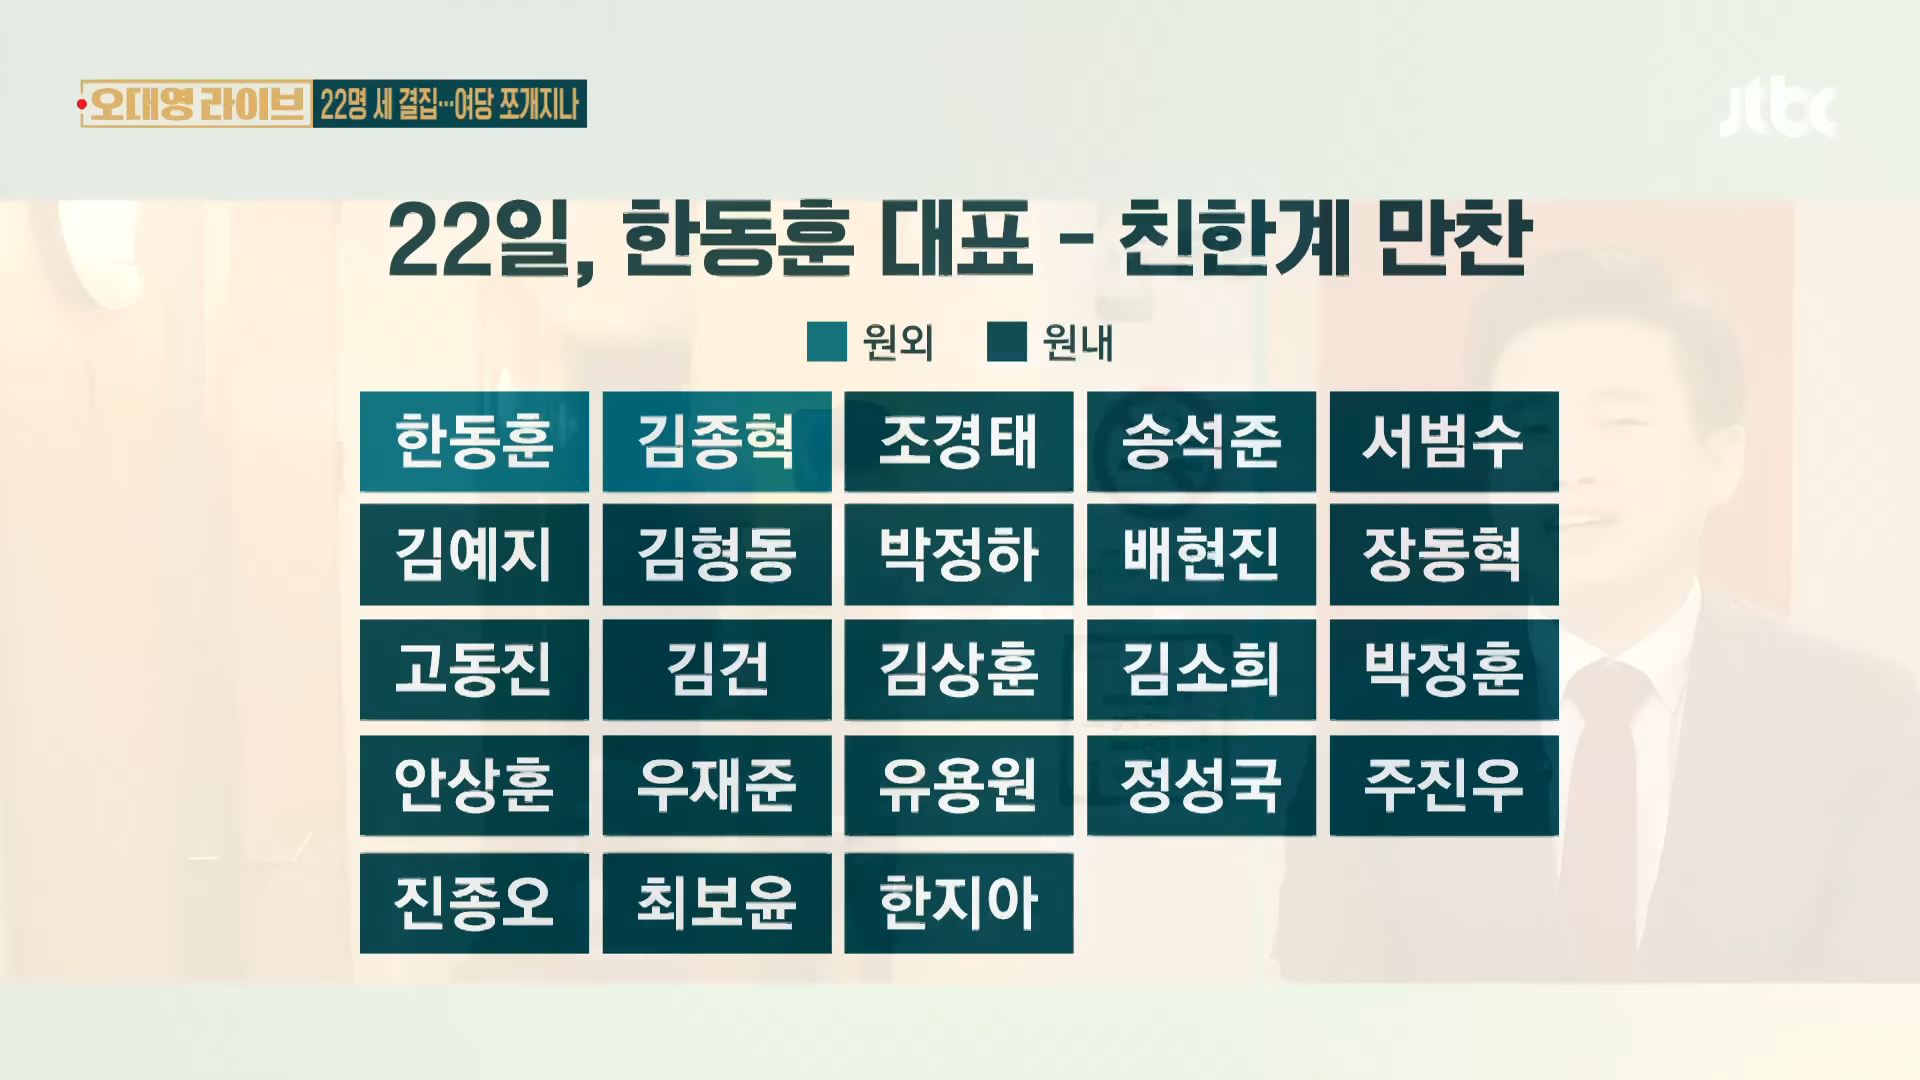 오대영 라이브 22명 세 결집…여당 쪼개지나
jtbc
22일, 한동훈 대표 - 친한계 만찬
원외 원내
한동훈 김종혁 조경태 송석준 서범수
김예지 김형동 박정하 배현진 장동혁
고동진 김건 김상훈 김소희 박정훈
안상훈 우재준 유용원 정성국 주진우
진종오 최보윤 한지아